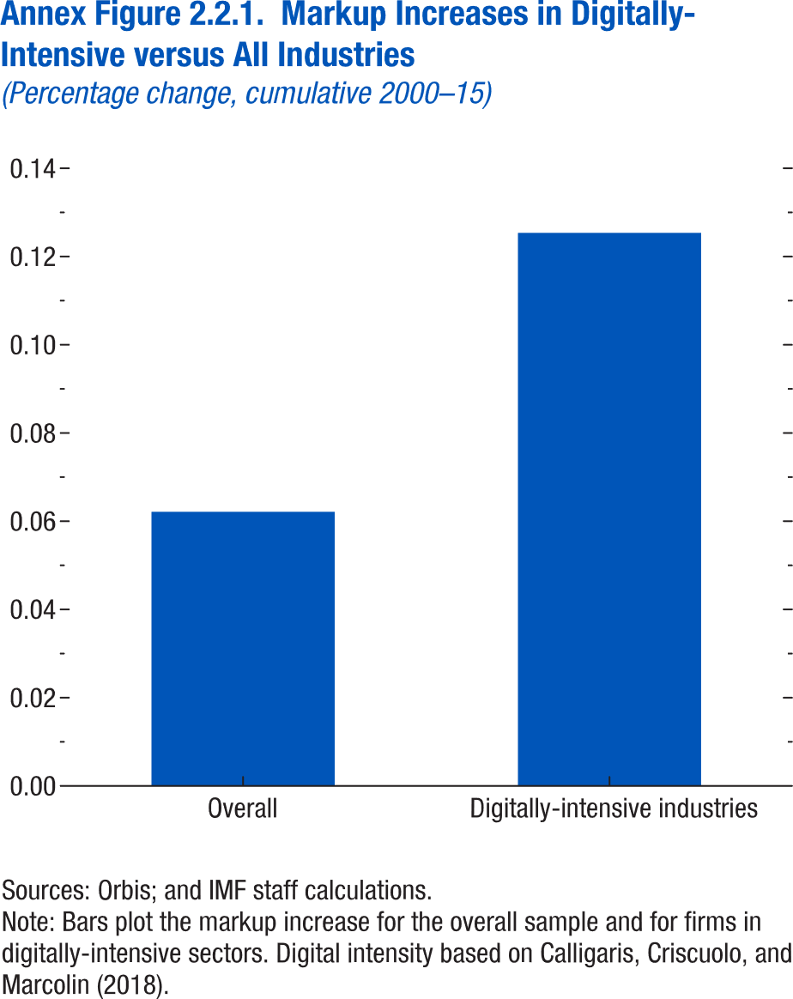 Annex Figure 2.2.1.  Markup Increases in Digitally-
Intensive versus All Industries
(Percentage change, cumulative 2000–15)
0.14
0.12
0.10
0.08
0.06
0.04
0.02
0.00
Overall
Digitally-intensive industries
Sources: Orbis; and IMF staff calculations.
Note: Bars plot the markup increase for the overall sample and for firms in
digitally-intensive sectors. Digital intensity based on Calligaris, Criscuolo, and
Marcolin (2018).